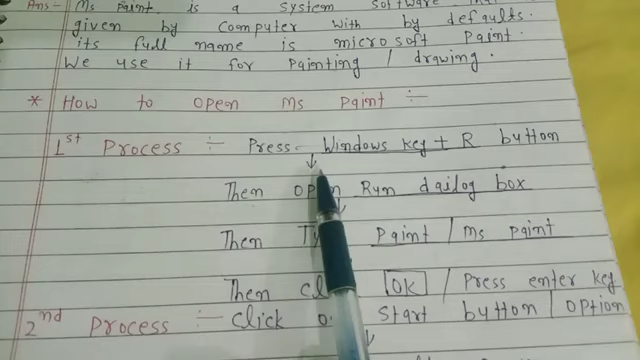 Ans:- Ms Paint is a system software that
given by Computer with by defaults.
its full name is microsoft Paint.
We use it for Painting / drawing.
* How to open ms paint :-
1st Process :- Press Windows key + R button
Then open Run dailog box
Then Paint / ms paint
Then OK / Press enter key
2nd Process :- Click Start button / option